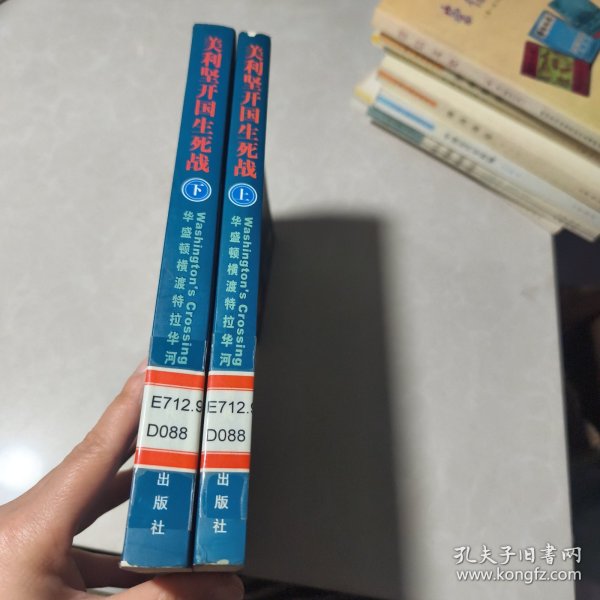 美利坚开国生死战
下
Washington's Crossing
华盛顿横渡特拉华河
E712.9
D088
出版社
美利坚开国生死战
上
Washington's Crossing
华盛顿横渡特拉华河
E712.9
D088
出版社
孔夫子旧书网
www.kongfz.com